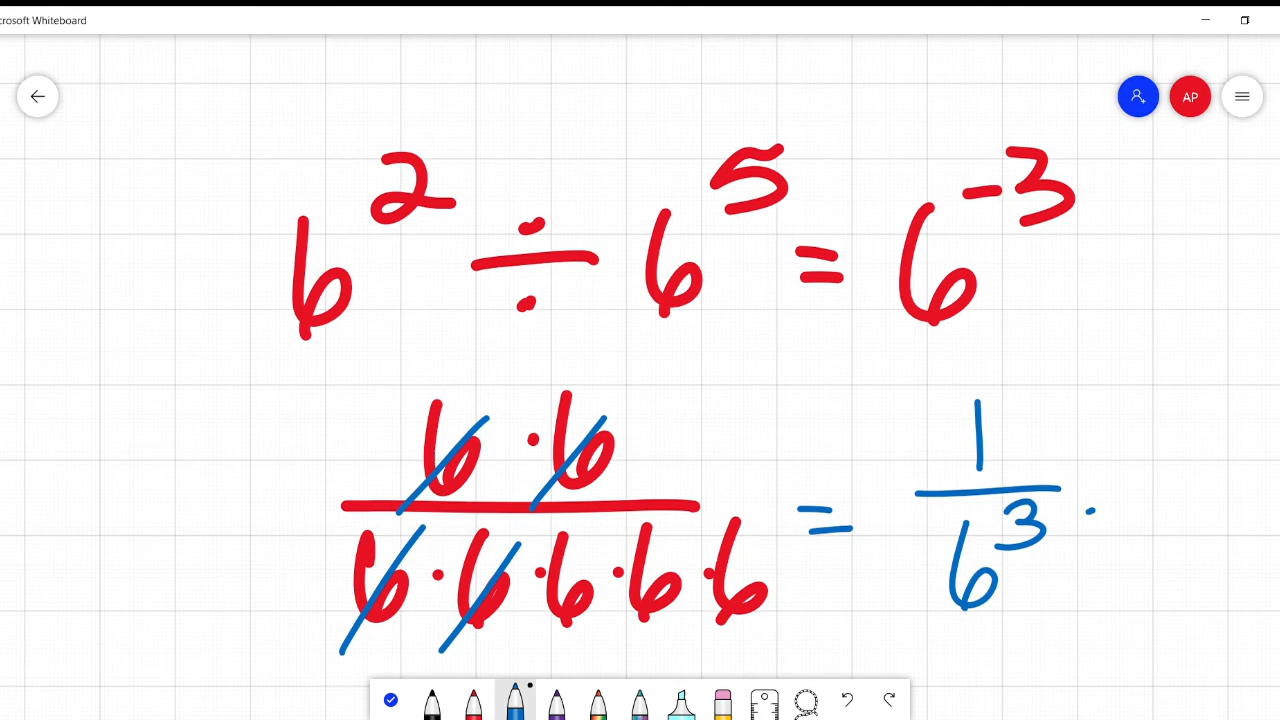 crosoft Whiteboard
AP
6² ÷ 6⁵ = 6⁻³
6 · 6
6 · 6 · 6 · 6 · 6
= 1
6³ ·